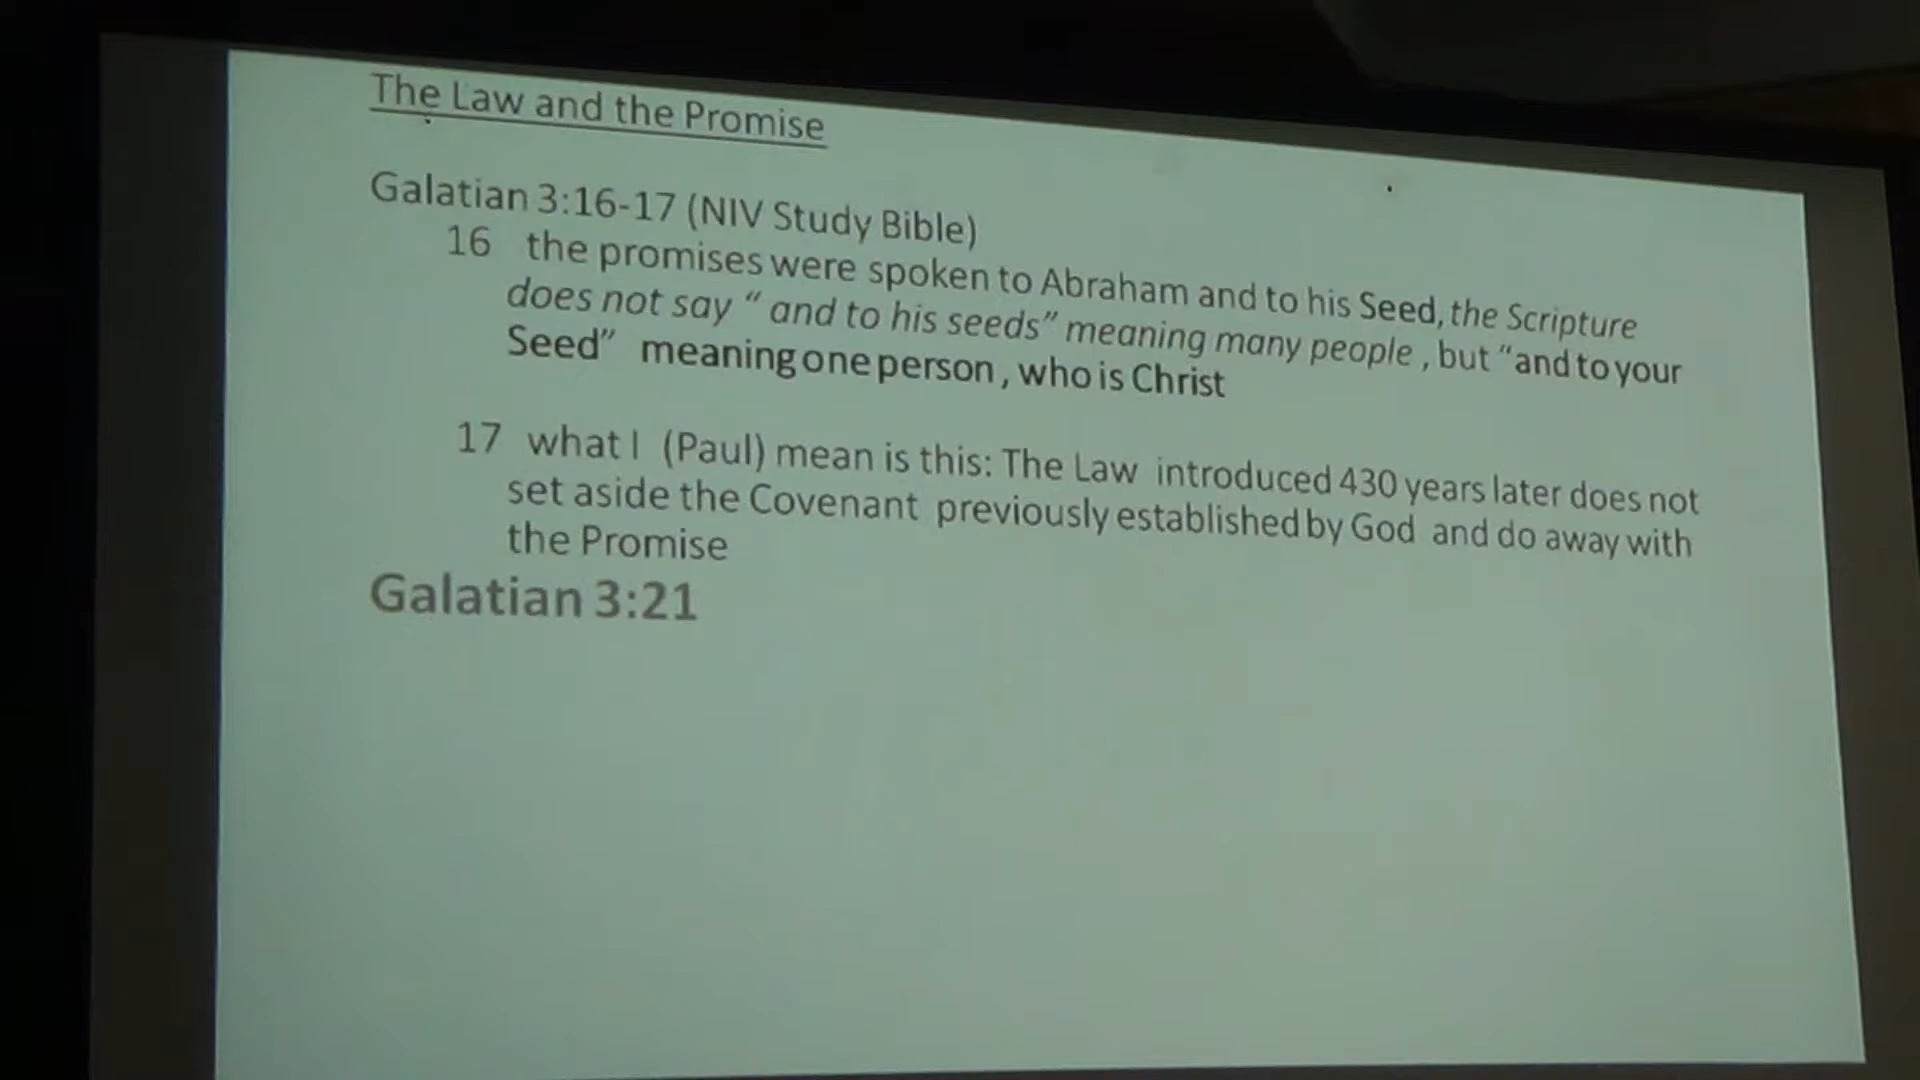 The Law and the Promise
Galatian 3:16-17 (NIV Study Bible)
16 the promises were spoken to Abraham and to his Seed, the Scripture
does not say “ and to his seeds” meaning many people , but “and to your
Seed” meaning one person , who is Christ
17 what I (Paul) mean is this: The Law introduced 430 years later does not
set aside the Covenant previously established by God and do away with
the Promise
Galatian 3:21